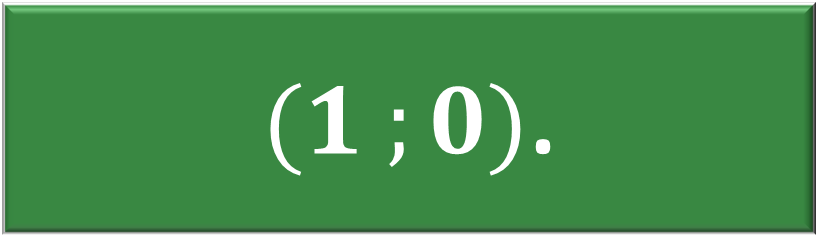 (1 ; 0).